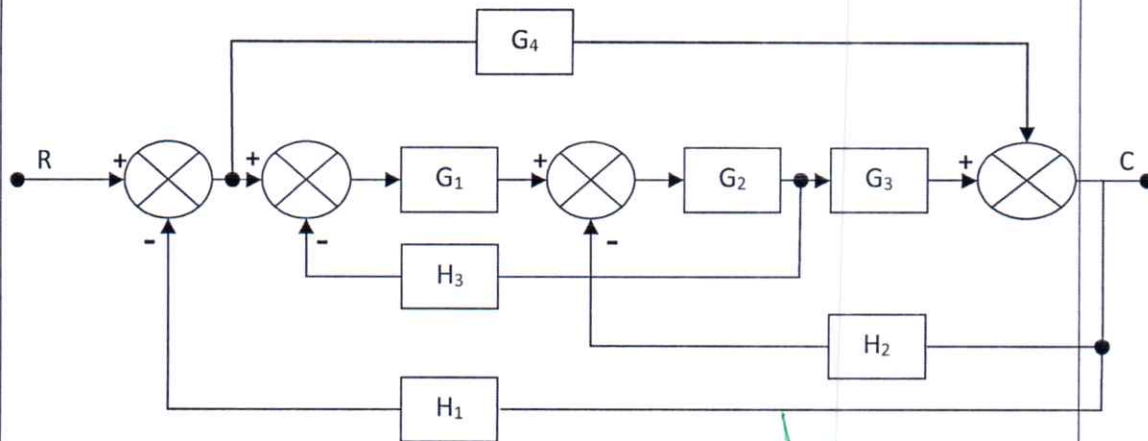 G₄
R + + G₁ + G₂ G₃ + C
- - -
H₃
H₂
H₁